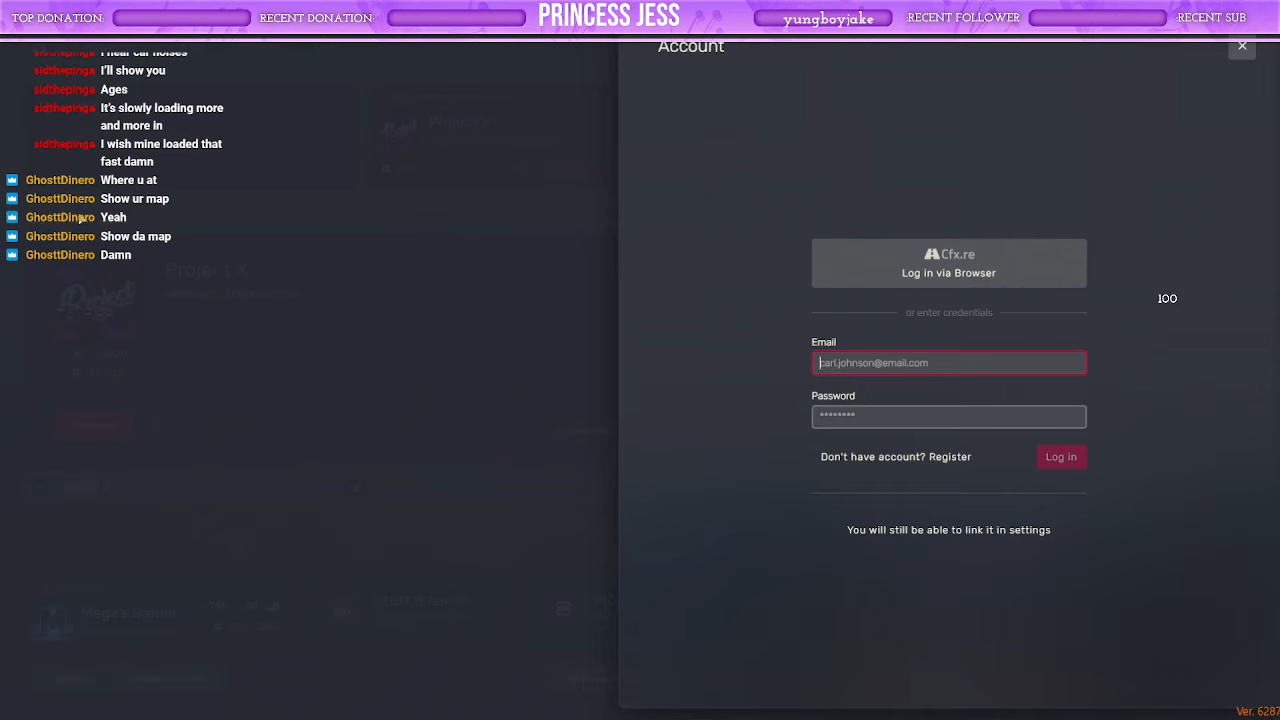 TOP DONATION:
RECENT DONATION:
PRINCESS JESS
yungboyjake
:RECENT FOLLOWER
:RECENT SUB
sidthepinga I hear car noises
sidthepinga I'll show you
sidthepinga Ages
sidthepinga It's slowly loading more
and more in
sidthepinga I wish mine loaded that
fast damn
GhosttDinero Where u at
GhosttDinero Show ur map
GhosttDinero Yeah
GhosttDinero Show da map
GhosttDinero Damn
Project X
Account
Cfx.re
Log in via Browser
or enter credentials
Email
carl.johnson@email.com
Password
********
Don't have account? Register
Log in
You will still be able to link it in settings
100
Ver. 6287